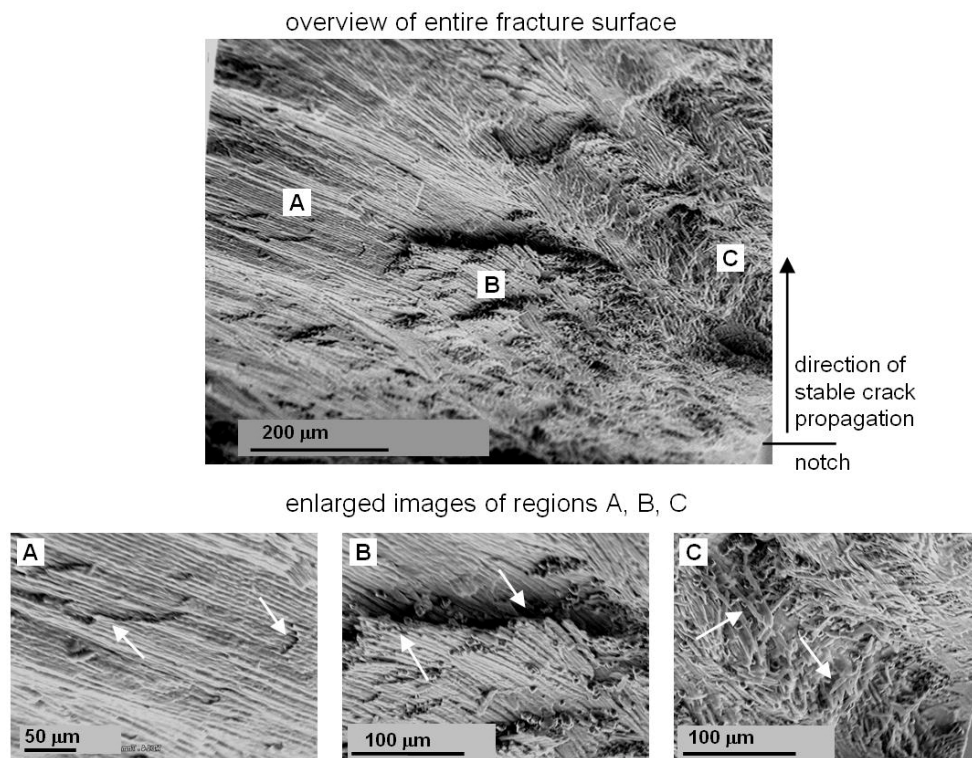 overview of entire fracture surface
A
B
C
200 µm
direction of
stable crack
propagation
notch
enlarged images of regions A, B, C
A
B
C
50 µm
100 µm
100 µm